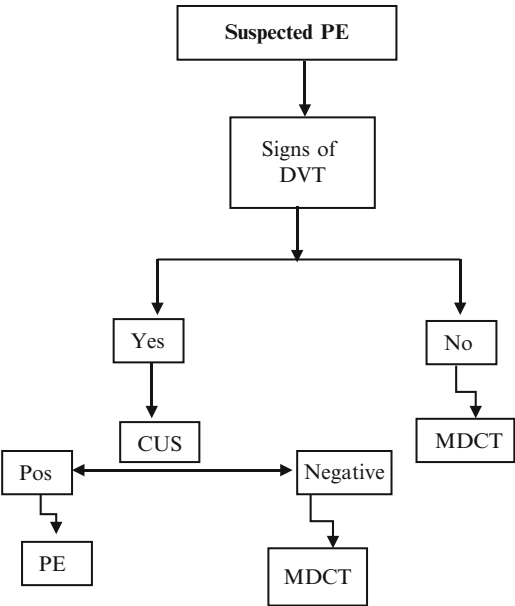 Suspected PE
Signs of
DVT
Yes
No
CUS
MDCT
Pos
Negative
PE
MDCT